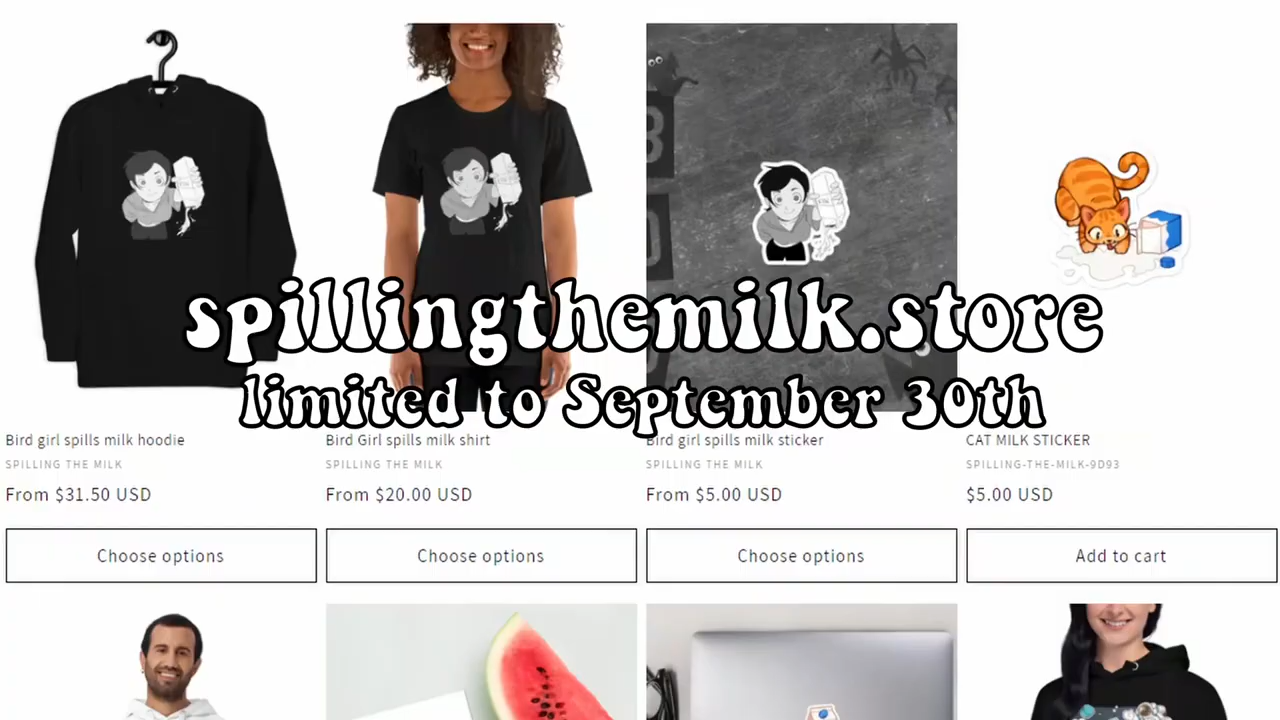 spillingthemilk.store
limited to September 30th
Bird girl spills milk hoodie
Bird Girl spills milk shirt
Bird girl spills milk sticker
CAT MILK STICKER
SPILLING THE MILK
SPILLING THE MILK
SPILLING THE MILK
SPILLING-THE-MILK-9D93
From $31.50 USD
From $20.00 USD
From $5.00 USD
$5.00 USD
Choose options
Choose options
Choose options
Add to cart